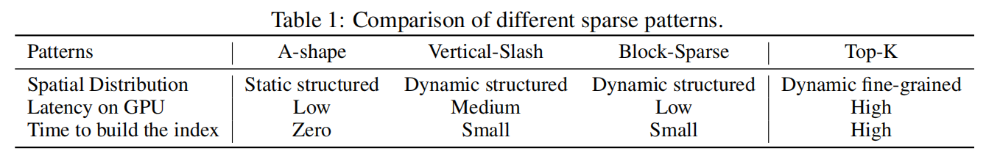 Table 1: Comparison of different sparse patterns.
Patterns A-shape Vertical-Slash Block-Sparse Top-K
Spatial Distribution Static structured Dynamic structured Dynamic structured Dynamic fine-grained
Latency on GPU Low Medium Low High
Time to build the index Zero Small Small High